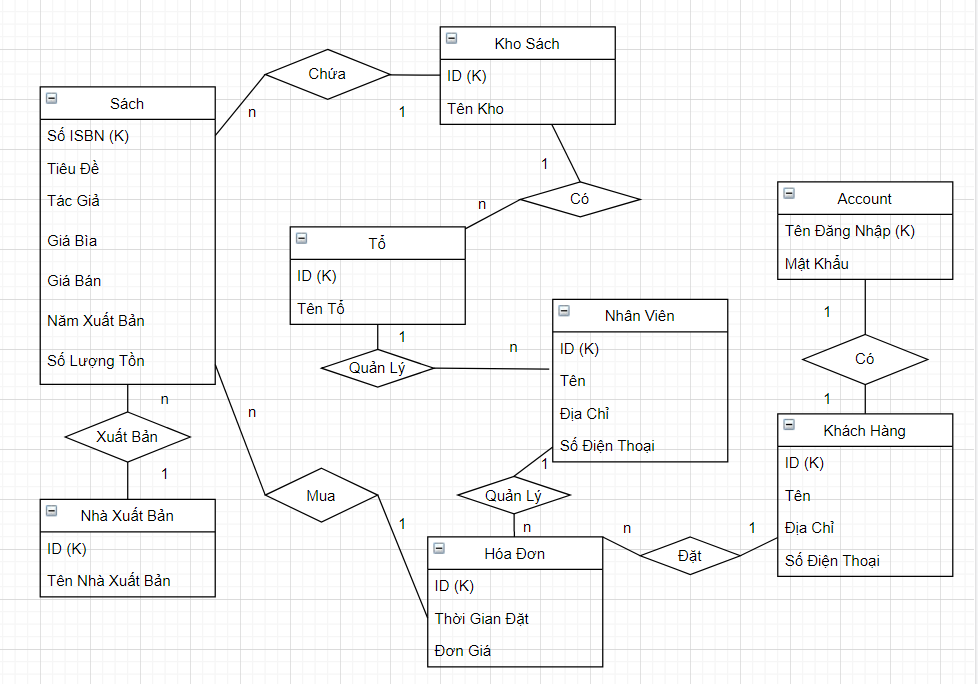 Kho Sách
ID (K)
Tên Kho
Chứa
n
1
Sách
Số ISBN (K)
Tiêu Đề
Tác Giả
Giá Bìa
Giá Bán
Năm Xuất Bản
Số Lượng Tồn
1
Có
n
Tổ
ID (K)
Tên Tổ
1
Quản Lý
n
Nhân Viên
ID (K)
Tên
Địa Chỉ
Số Điện Thoại
Account
Tên Đăng Nhập (K)
Mật Khẩu
1
Có
1
Khách Hàng
ID (K)
Tên
Địa Chỉ
Số Điện Thoại
n
Xuất Bản
1
Nhà Xuất Bản
ID (K)
Tên Nhà Xuất Bản
n
Mua
1
1
Quản Lý
n
Hóa Đơn
ID (K)
Thời Gian Đặt
Đơn Giá
n
Đặt
1